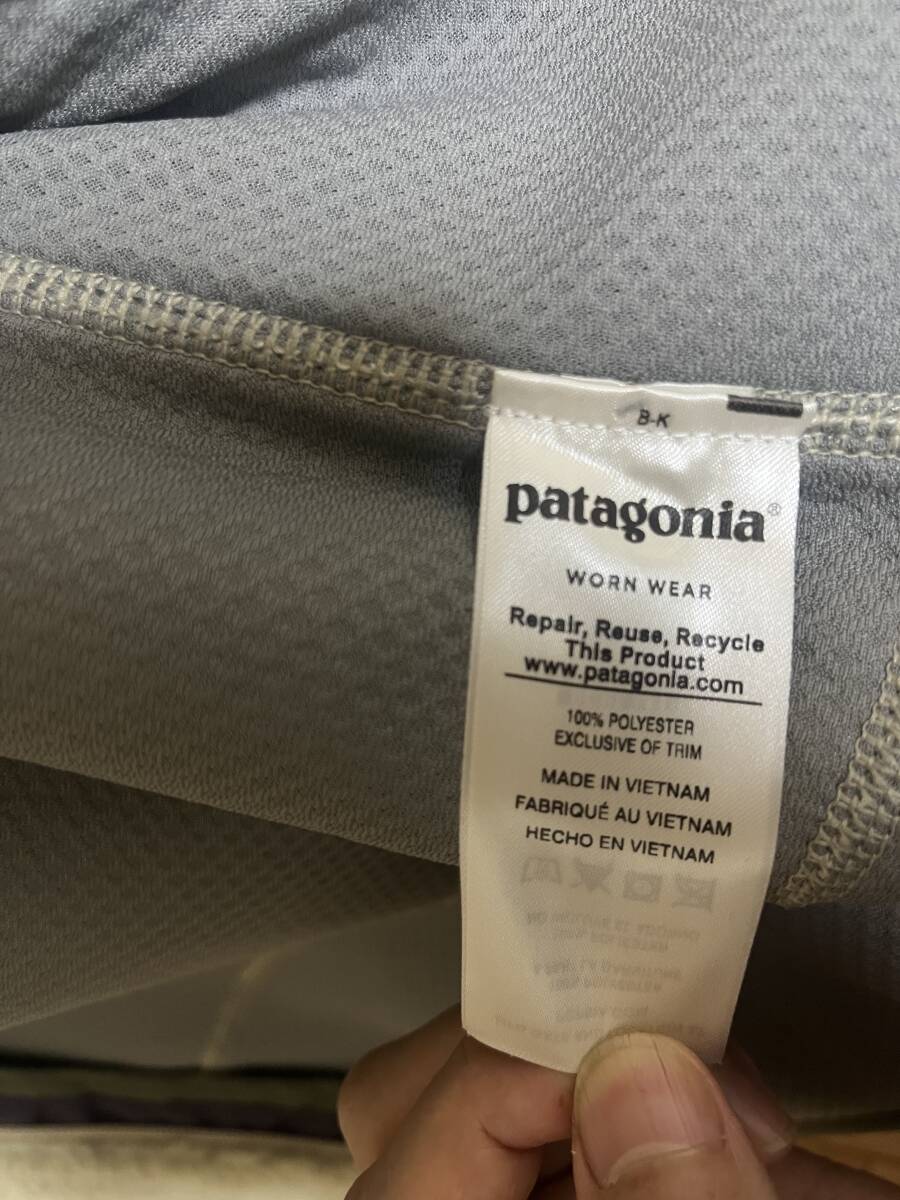 B-K
patagonia®
WORN WEAR
Repair, Reuse, Recycle
This Product
www.patagonia.com
100% POLYESTER
EXCLUSIVE OF TRIM
MADE IN VIETNAM
FABRIQUÉ AU VIETNAM
HECHO EN VIETNAM